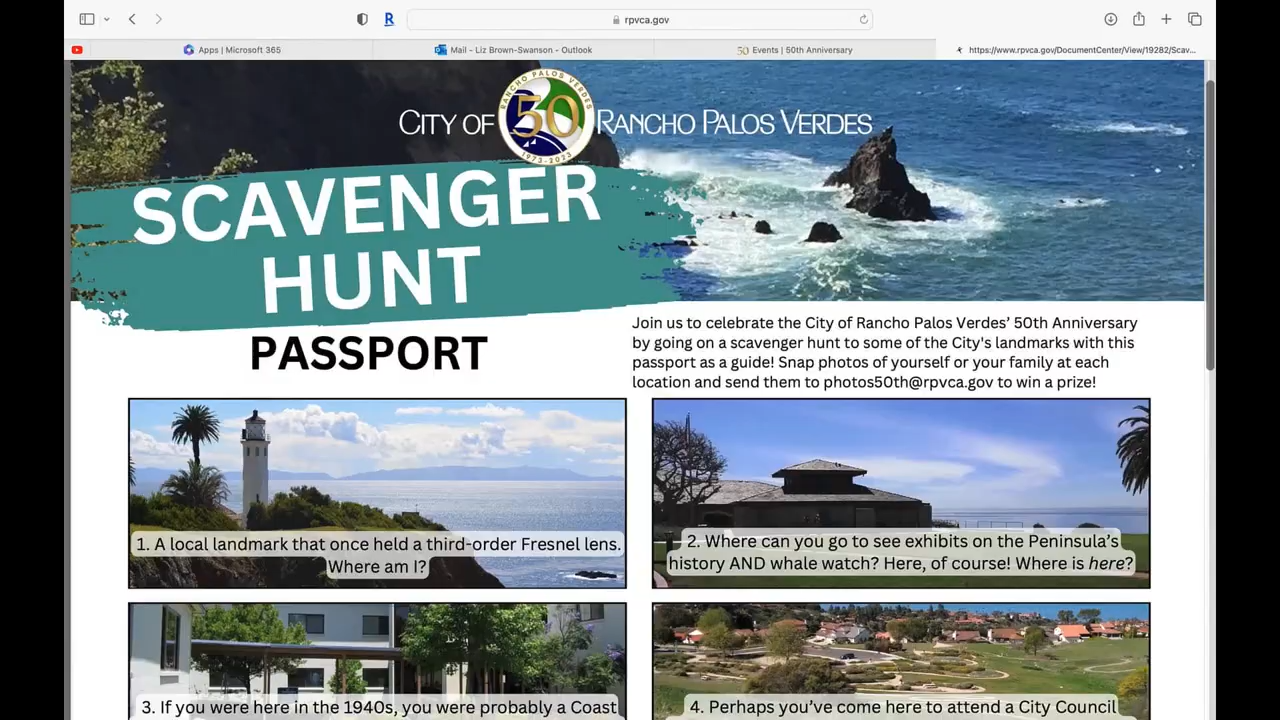 rpvca.gov
Apps | Microsoft 365
Mail - Liz Brown-Swanson - Outlook
50 Events | 50th Anniversary
https://www.rpvca.gov/DocumentCenter/View/19282/Scav...
CITY OF RANCHO PALOS VERDES
RANCHO PALOS VERDES
50
1973-2023
SCAVENGER
HUNT
PASSPORT
Join us to celebrate the City of Rancho Palos Verdes’ 50th Anniversary
by going on a scavenger hunt to some of the City's landmarks with this
passport as a guide! Snap photos of yourself or your family at each
location and send them to photos50th@rpvca.gov to win a prize!
1. A local landmark that once held a third-order Fresnel lens.
Where am I?
2. Where can you go to see exhibits on the Peninsula’s
history AND whale watch? Here, of course! Where is here?
3. If you were here in the 1940s, you were probably a Coast
4. Perhaps you’ve come here to attend a City Council